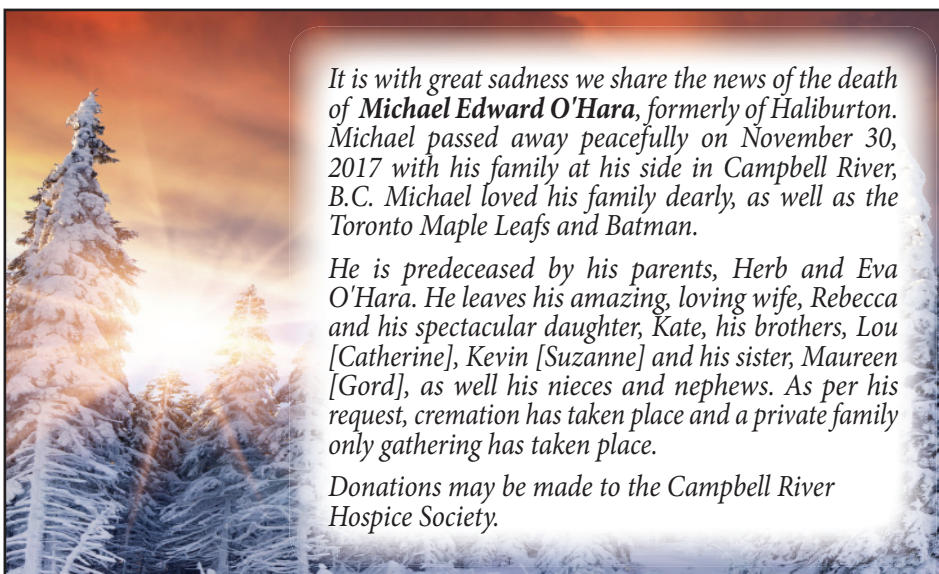 It is with great sadness we share the news of the death
of Michael Edward O'Hara, formerly of Haliburton.
Michael passed away peacefully on November 30,
2017 with his family at his side in Campbell River,
B.C. Michael loved his family dearly, as well as the
Toronto Maple Leafs and Batman.
He is predeceased by his parents, Herb and Eva
O'Hara. He leaves his amazing, loving wife, Rebecca
and his spectacular daughter, Kate, his brothers, Lou
[Catherine], Kevin [Suzanne] and his sister, Maureen
[Gord], as well his nieces and nephews. As per his
request, cremation has taken place and a private family
only gathering has taken place.
Donations may be made to the Campbell River
Hospice Society.